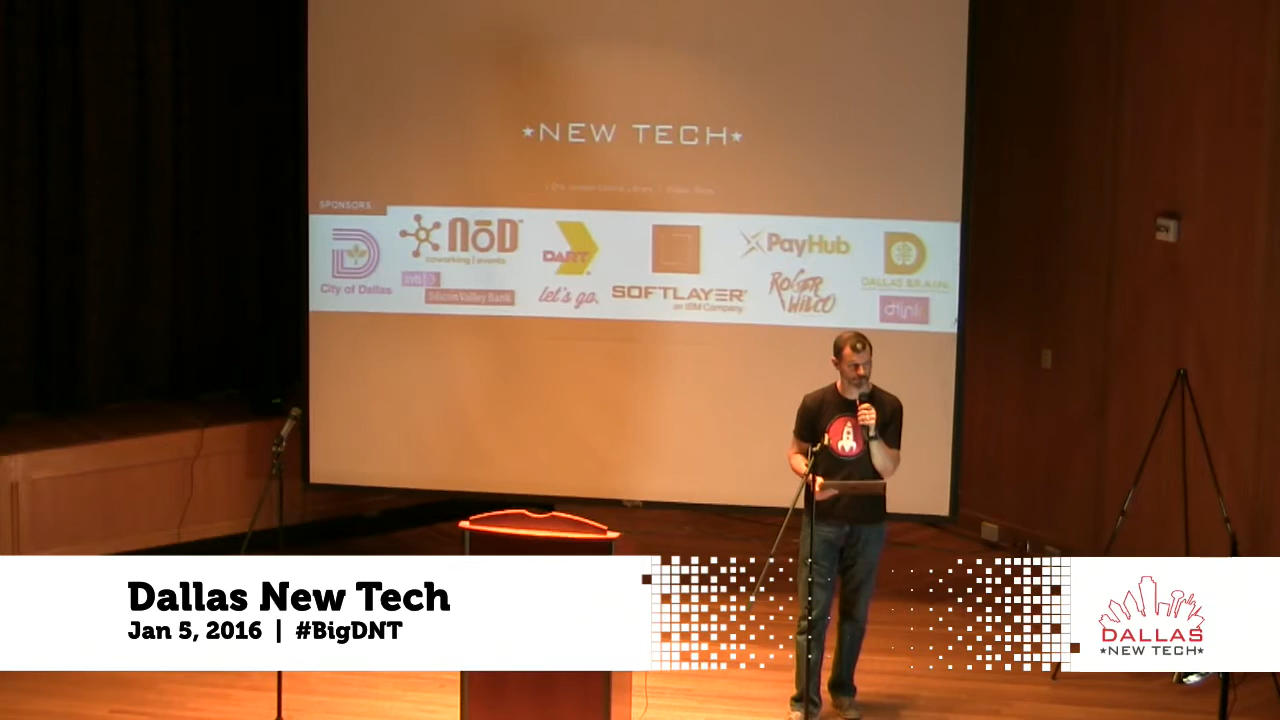 ★NEW TECH★
SPONSORS
City of Dallas
NōD
coworking | events
Silicon Valley Bank
DART
let's go.
SOFTLAYER
an IBM Company
PayHub
ROGER
WILCO
DALLAS B.R.A.I.N.
Dallas New Tech
Jan 5, 2016 | #BigDNT
DALLAS
★NEW TECH★